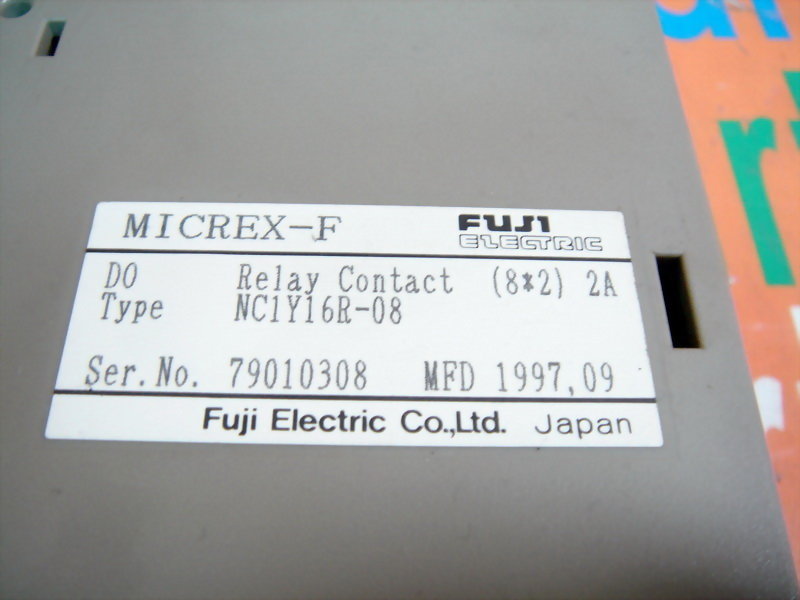 MICREX-F
FUJI
ELECTRIC
DO Relay Contact (8*2) 2A
Type NC1Y16R-08
Ser.No. 79010308 MFD 1997,09
Fuji Electric Co.,Ltd. Japan